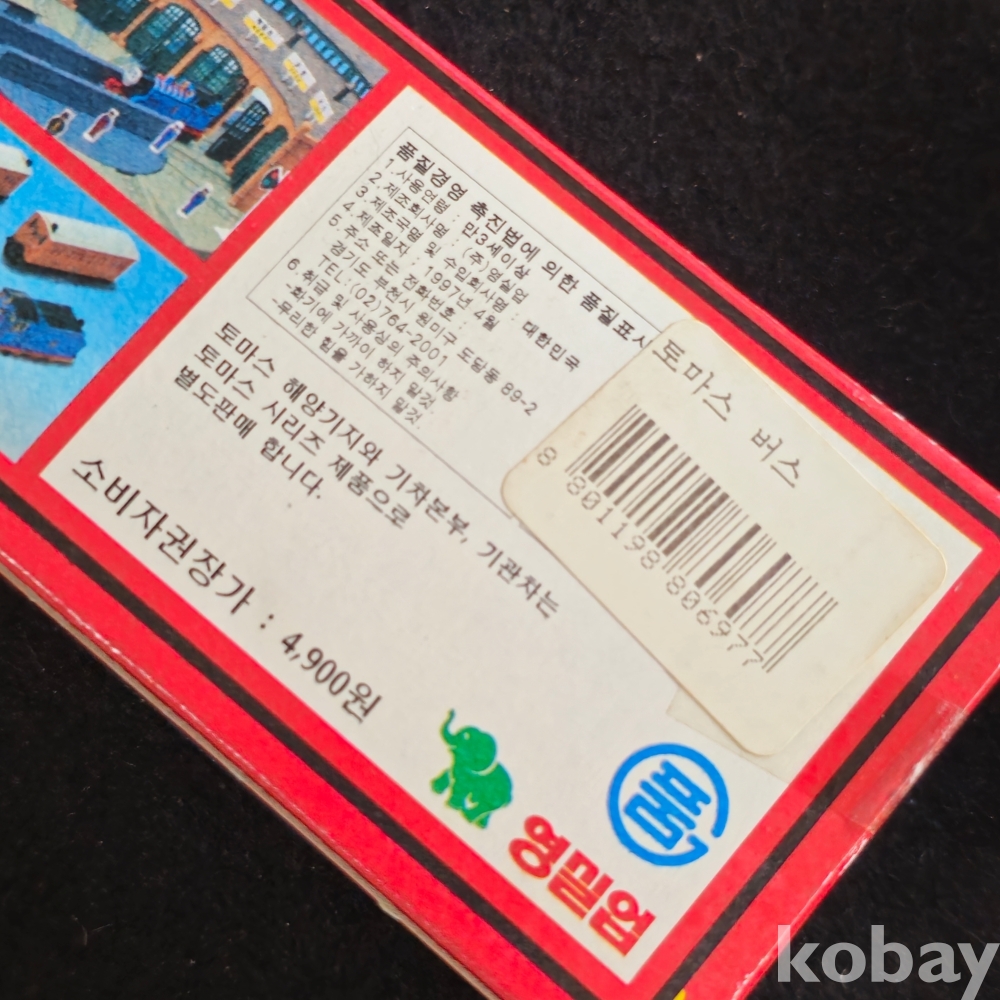 품질경영 촉진법에 의한 품질표시
1. 사용연령 : 만3세이상
2. 제조회사명 : (주)영실업
3. 제조국명 및 수입회사명 : 대한민국
4. 제조일자 : 1997년 4월
5. 주소 또는 전화번호 :
경기도 부천시 원미구 도당동 89-2
TEL:(02)764-2001
6. 취급 및 사용상의 주의사항
-화기에 가까이 하지 말것.
-무리한 힘을 가하지 말것.
토마스 해양기지와 기차본부, 기관차는
토마스 시리즈 제품으로
별도판매 합니다.
소비자권장가 : 4,900원
토마스 버스
8 801198 806977
품
영실업
kobay